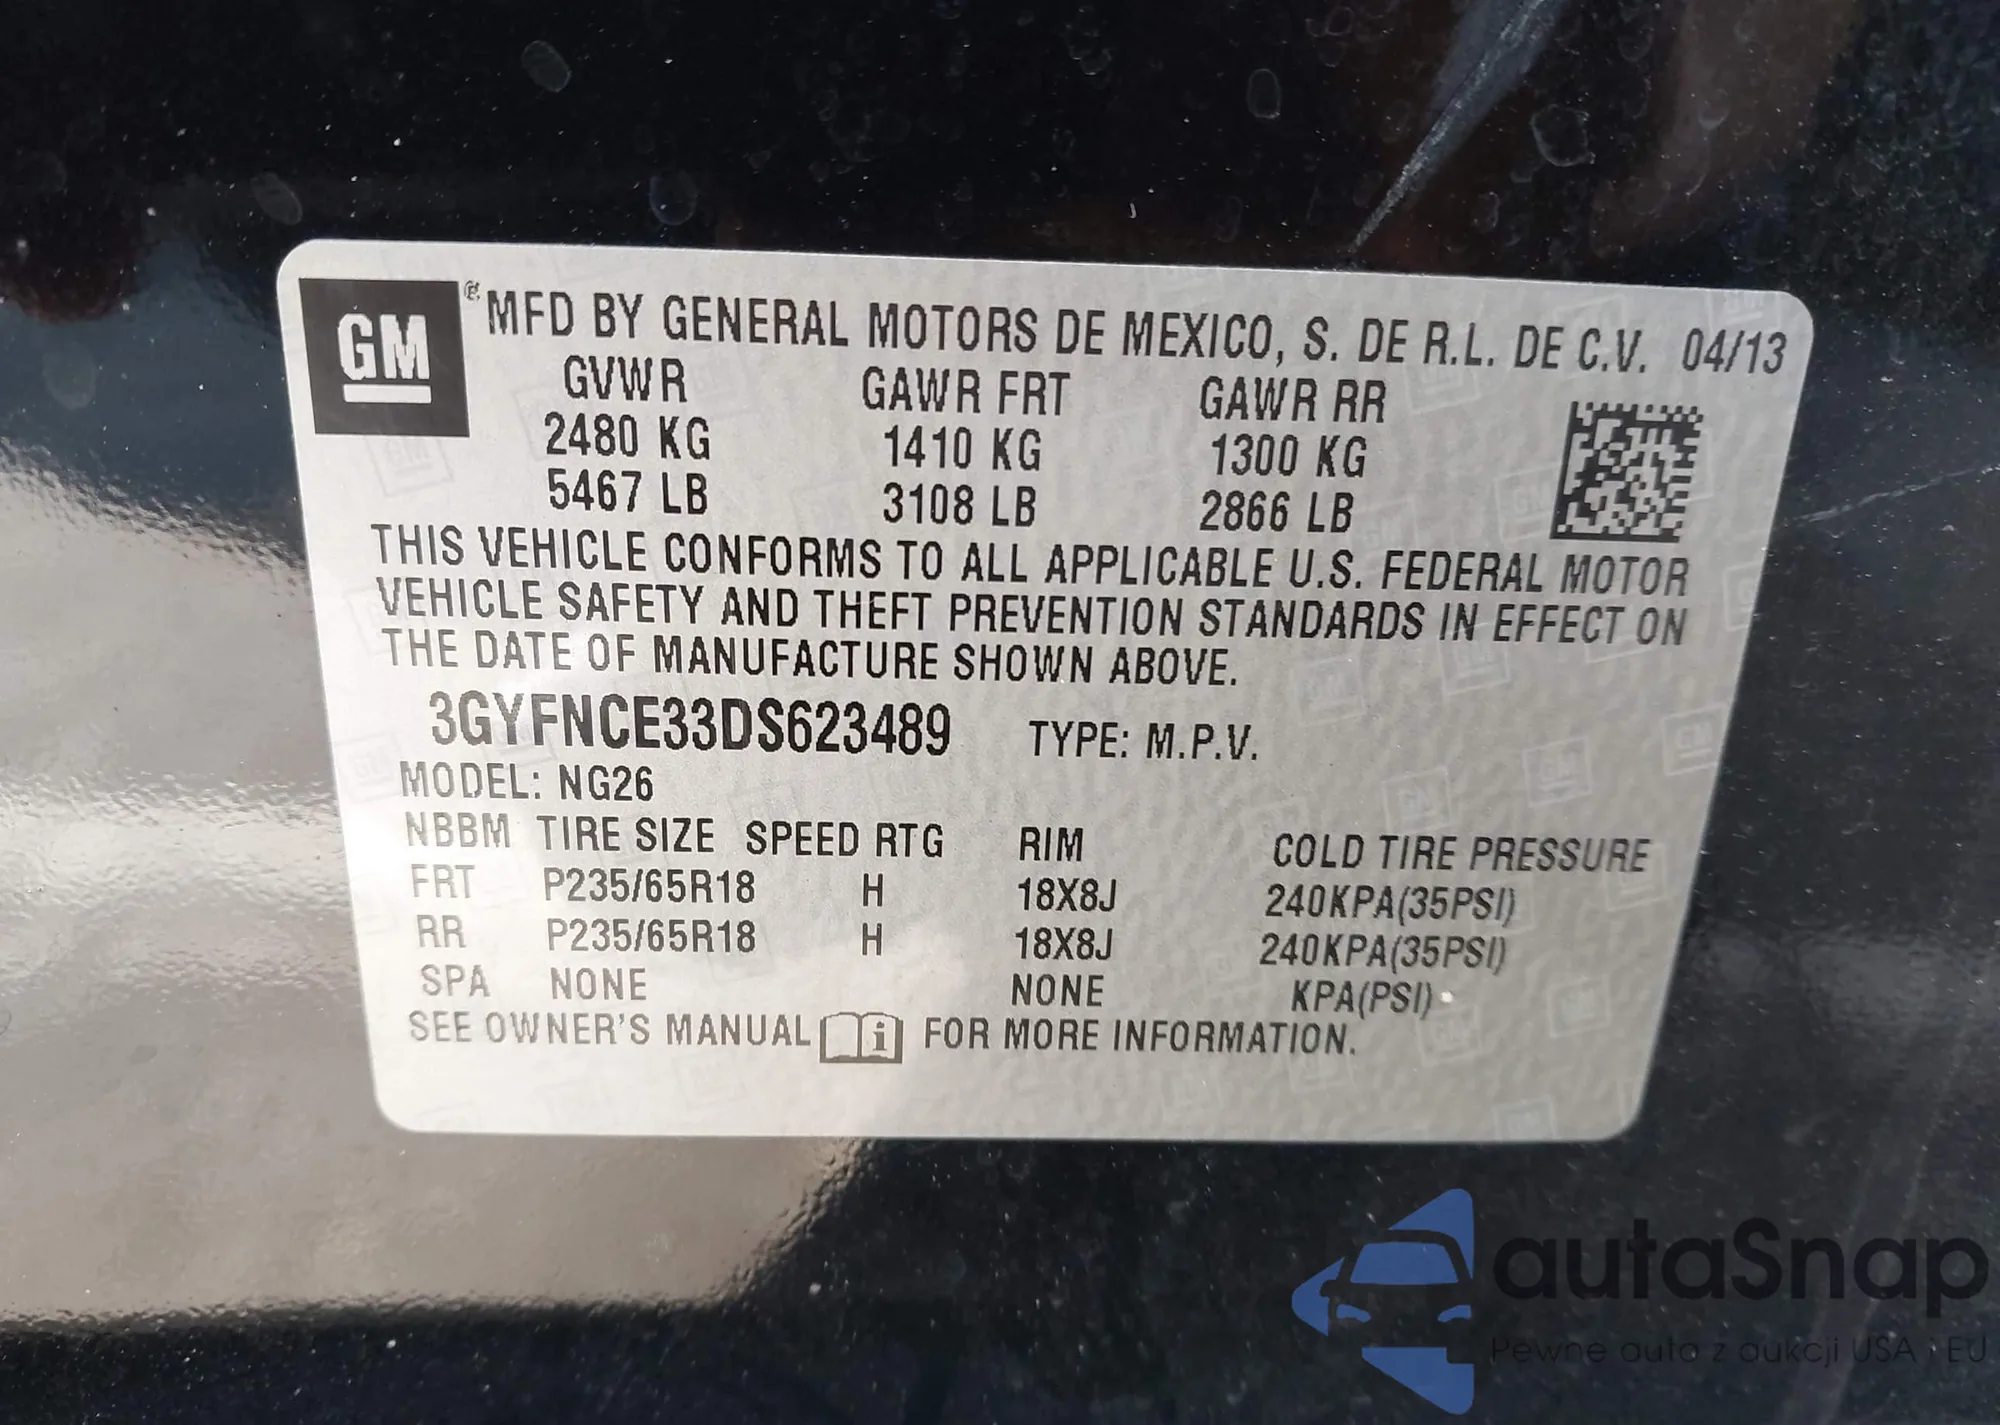 GM ® MFD BY GENERAL MOTORS DE MEXICO, S. DE R.L. DE C.V. 04/13
GVWR GAWR FRT GAWR RR
2480 KG 1410 KG 1300 KG
5467 LB 3108 LB 2866 LB
THIS VEHICLE CONFORMS TO ALL APPLICABLE U.S. FEDERAL MOTOR
VEHICLE SAFETY AND THEFT PREVENTION STANDARDS IN EFFECT ON
THE DATE OF MANUFACTURE SHOWN ABOVE.
3GYFNCE33DS623489 TYPE: M.P.V.
MODEL: NG26
NBBM TIRE SIZE SPEED RTG RIM COLD TIRE PRESSURE
FRT P235/65R18 H 18X8J 240KPA(35PSI)
RR P235/65R18 H 18X8J 240KPA(35PSI)
SPA NONE NONE KPA(PSI)
SEE OWNER'S MANUAL i FOR MORE INFORMATION.
autaSnap
Pewne auto z aukcji USA i EU